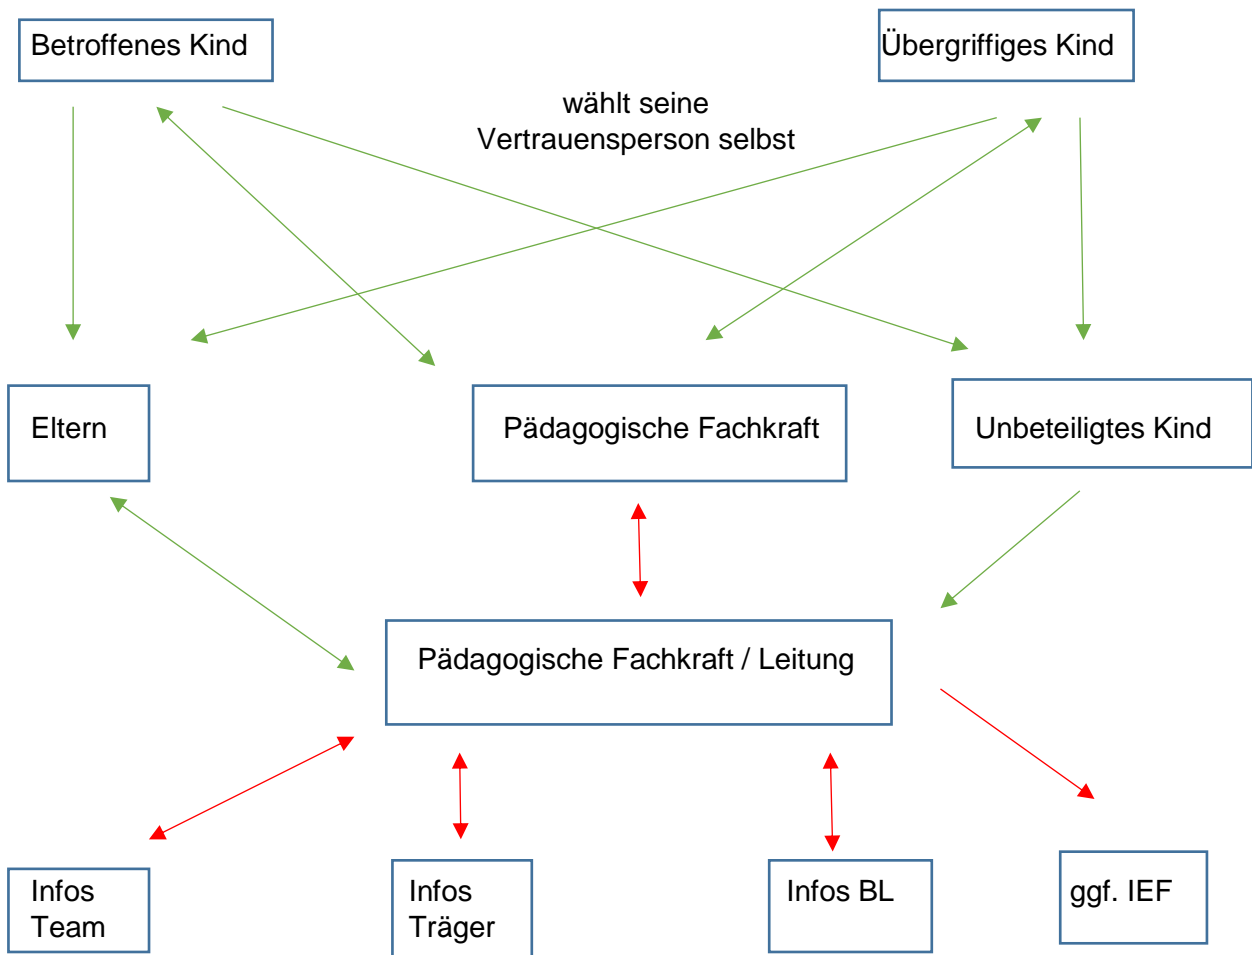 Betroffenes Kind
Übergriffiges Kind
wählt seine
Vertrauensperson selbst
Eltern
Pädagogische Fachkraft
Unbeteiligtes Kind
Pädagogische Fachkraft / Leitung
Infos
Team
Infos
Träger
Infos BL
ggf. IEF